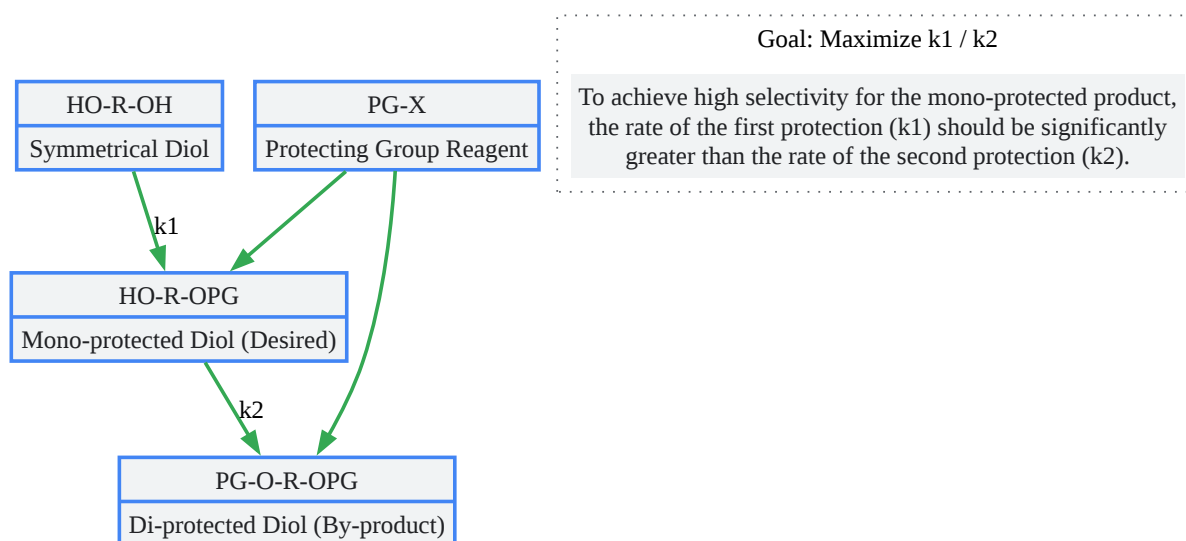 Goal: Maximize k1 / k2
HO-R-OH
Symmetrical Diol
PG-X
Protecting Group Reagent
To achieve high selectivity for the mono-protected product,
the rate of the first protection (k1) should be significantly
greater than the rate of the second protection (k2).
k1
HO-R-OPG
Mono-protected Diol (Desired)
k2
PG-O-R-OPG
Di-protected Diol (By-product)